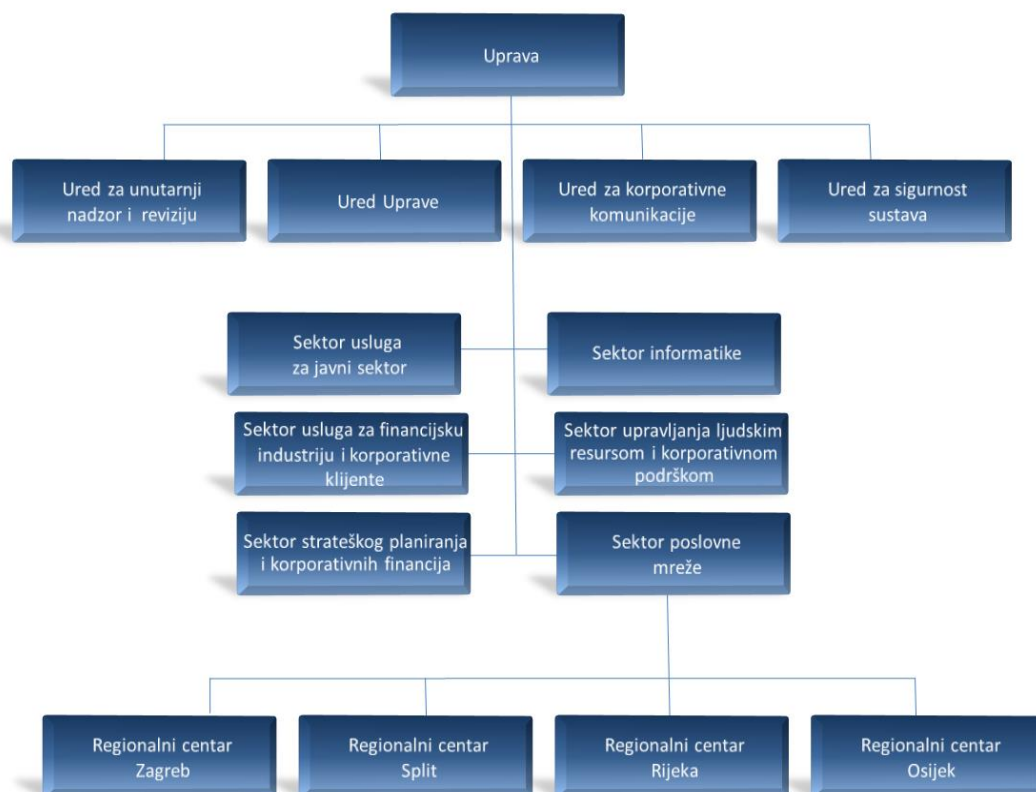 Uprava
Ured za unutarnji
nadzor i reviziju
Ured Uprave
Ured za korporativne
komunikacije
Ured za sigurnost
sustava
Sektor usluga
za javni sektor
Sektor informatike
Sektor usluga za financijsku
industriju i korporativne
klijente
Sektor upravljanja ljudskim
resursom i korporativnom
podrškom
Sektor strateškog planiranja
i korporativnih financija
Sektor poslovne
mreže
Regionalni centar
Zagreb
Regionalni centar
Split
Regionalni centar
Rijeka
Regionalni centar
Osijek